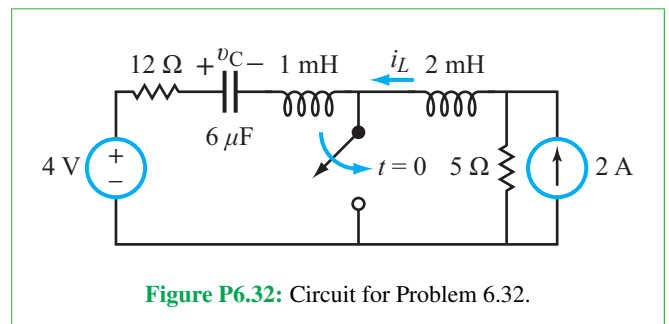 12 Ω + υC – 1 mH iL 2 mH
6 μF
4 V + – t = 0 5 Ω 2 A
Figure P6.32: Circuit for Problem 6.32.